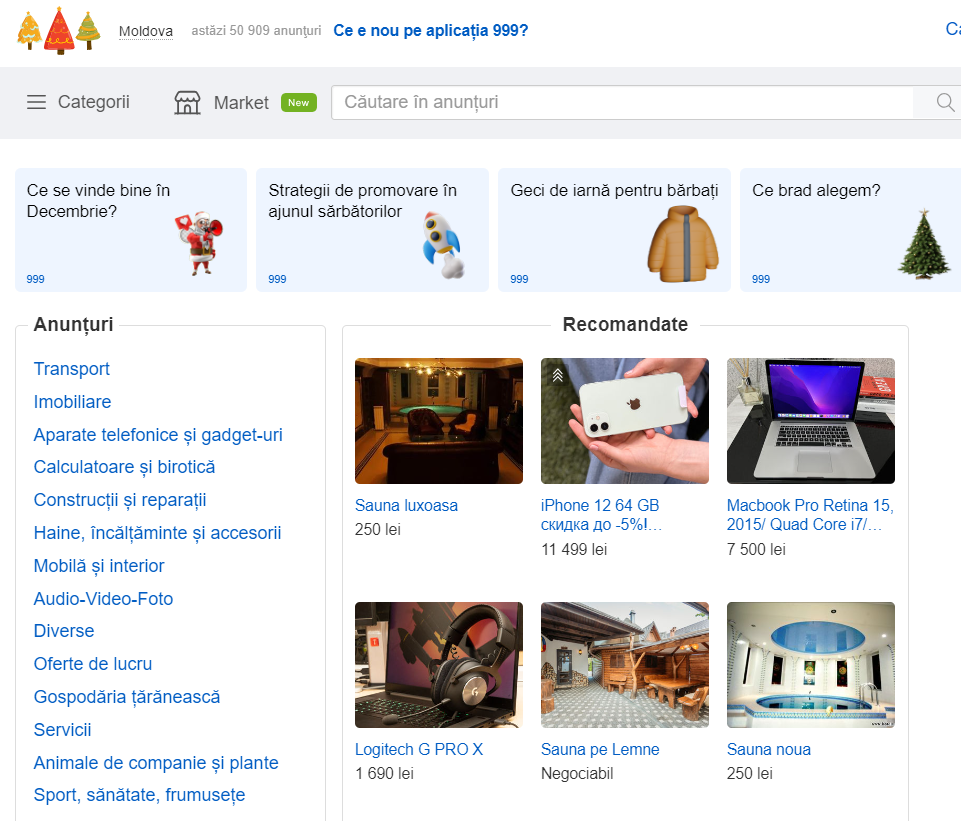 Moldova astăzi 50 909 anunțuri Ce e nou pe aplicația 999?
Categorii Market New Căutare în anunțuri
Ce se vinde bine în
Decembrie?
999
Strategii de promovare în
ajunul sărbătorilor
999
Geci de iarnă pentru bărbați
999
Ce brad alegem?
999
Anunțuri
Transport
Imobiliare
Aparate telefonice și gadget-uri
Calculatoare și birotică
Construcții și reparații
Haine, încălțăminte și accesorii
Mobilă și interior
Audio-Video-Foto
Diverse
Oferte de lucru
Gospodăria țărănească
Servicii
Animale de companie și plante
Sport, sănătate, frumusețe
Recomandate
Sauna luxoasa
250 lei
iPhone 12 64 GB
скидка до -5%!...
11 499 lei
Macbook Pro Retina 15,
2015/ Quad Core i7/...
7 500 lei
Logitech G PRO X
1 690 lei
Sauna pe Lemne
Negociabil
Sauna noua
250 lei